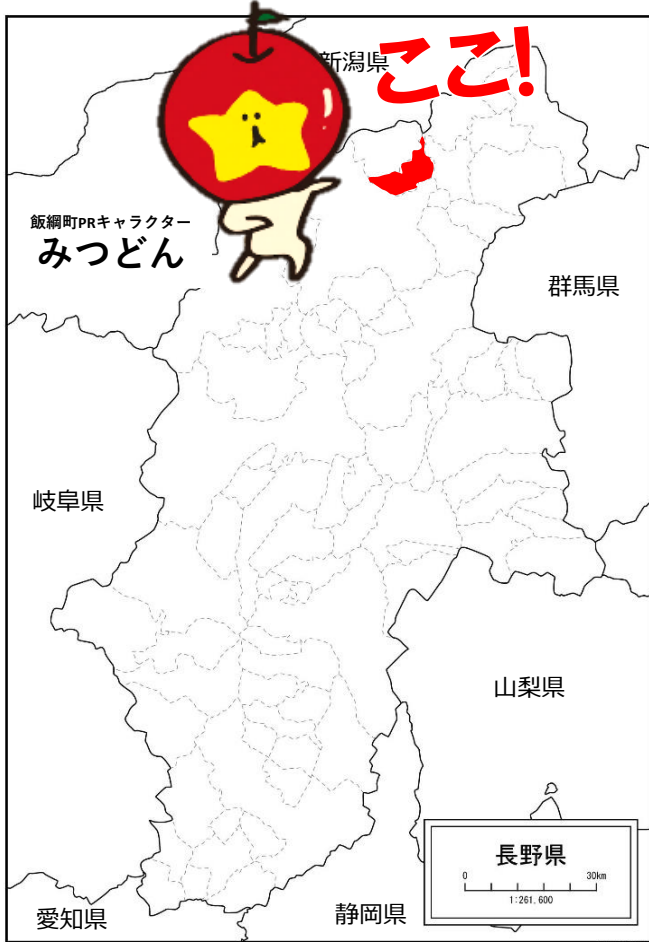 新潟県
ここ!
飯綱町PRキャラクター
みつどん
群馬県
岐阜県
山梨県
長野県
0 30km
1:261,600
愛知県
静岡県